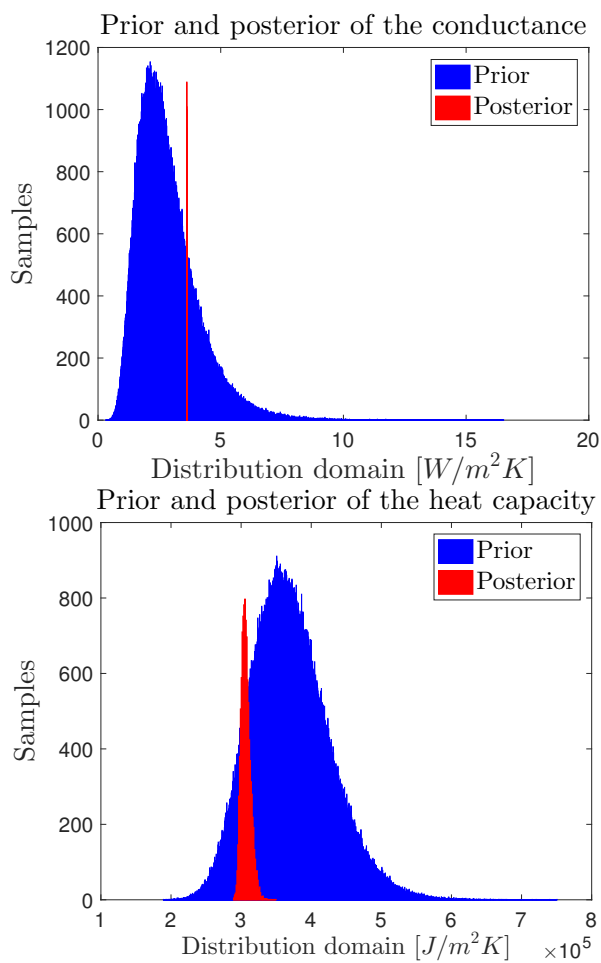 Prior and posterior of the conductance
1200
1000
800
600
400
200
0
Samples
Prior
Posterior
0 5 10 15 20
Distribution domain [W/m²K]
Prior and posterior of the heat capacity
1000
800
600
400
200
0
Samples
Prior
Posterior
1 2 3 4 5 6 7 8
Distribution domain [J/m²K] ×10⁵